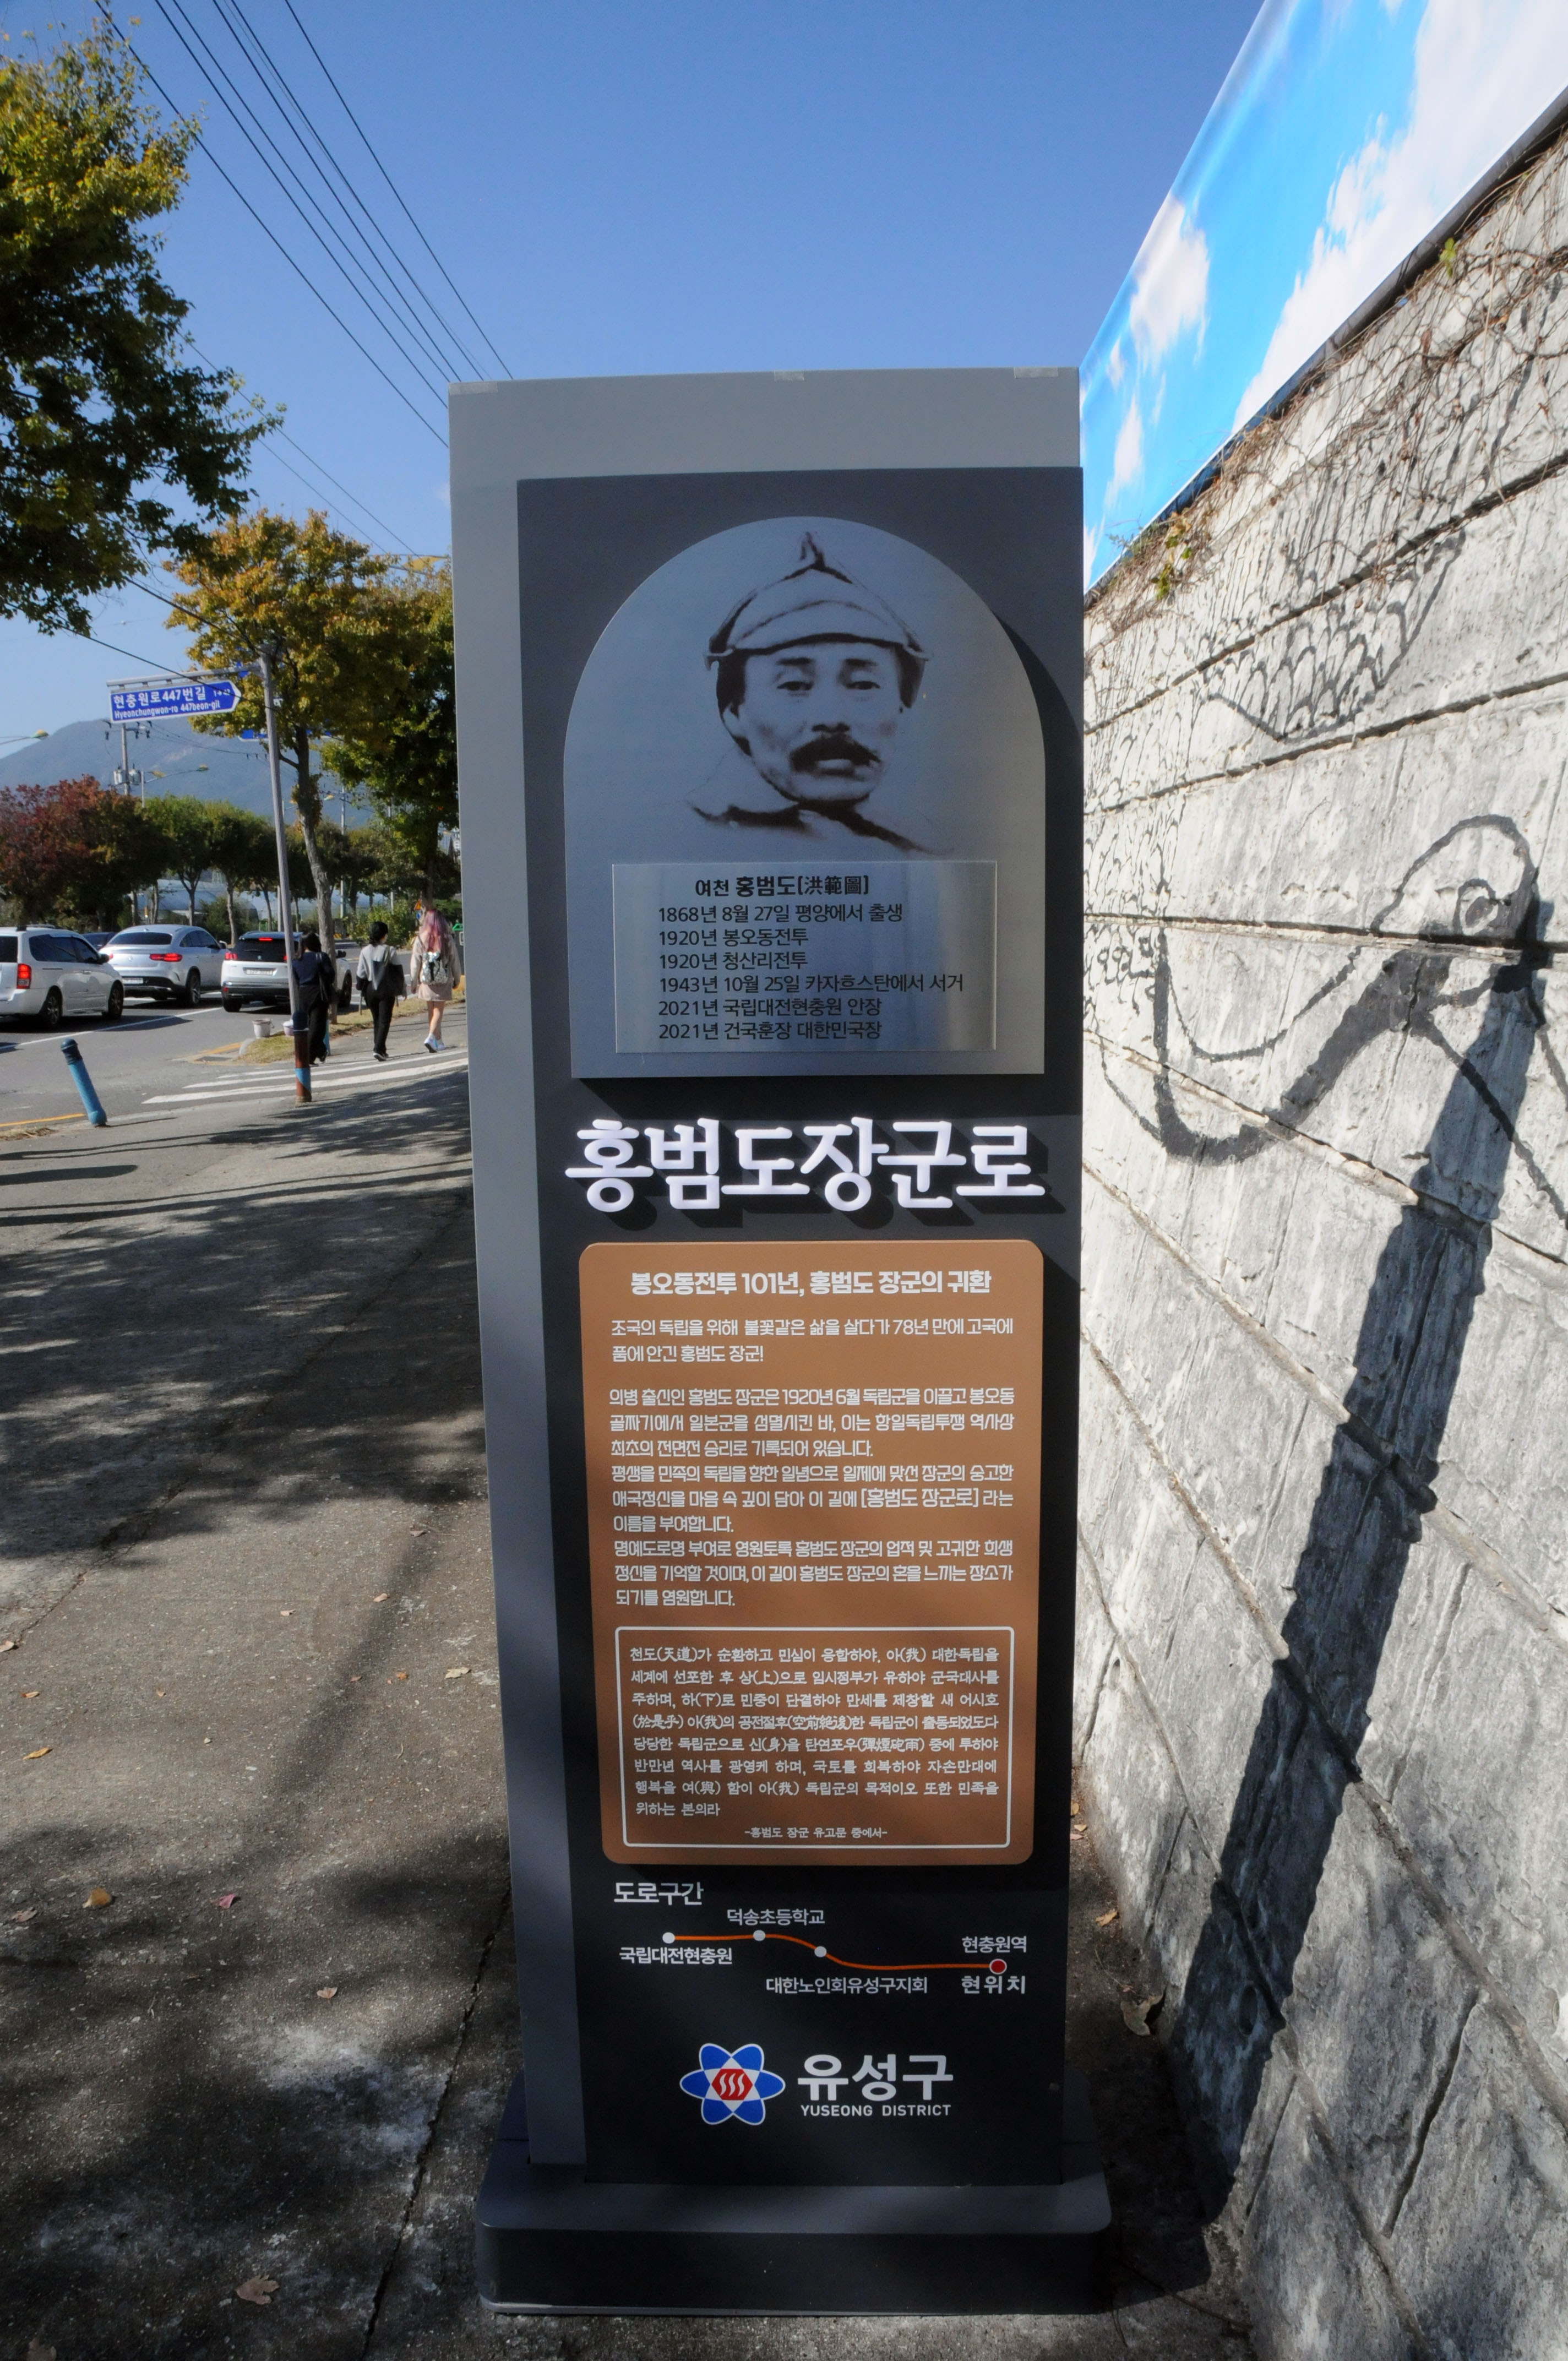 현충원로447번길
Hyeonchungwon-ro 447beon-gil
여천 홍범도(洪範圖)
1868년 8월 27일 평양에서 출생
1920년 봉오동전투
1920년 청산리전투
1943년 10월 25일 카자흐스탄에서 서거
2021년 국립대전현충원 안장
2021년 건국훈장 대한민국장
홍범도장군로
봉오동전투 101년, 홍범도 장군의 귀환
조국의 독립을 위해 불꽃같은 삶을 살다가 78년 만에 고국에
품에 안긴 홍범도 장군!
의병 출신인 홍범도 장군은 1920년 6월 독립군을 이끌고 봉오동
골짜기에서 일본군을 섬멸시킨 바, 이는 항일독립투쟁 역사상
최초의 전면전 승리로 기록되어 있습니다.
평생을 민족의 독립을 향한 일념으로 일제에 맞선 장군의 숭고한
애국정신을 마음 속 깊이 담아 이 길에 [홍범도 장군로] 라는
이름을 부여합니다.
명예도로명 부여로 영원토록 홍범도 장군의 업적 및 고귀한 희생
정신을 기억할 것이며, 이 길이 홍범도 장군의 혼을 느끼는 장소가
되기를 염원합니다.
천도(天道)가 순환하고 민심이 응합하야, 아(我) 대한독립을
세계에 선포한 후 상(上)으로 임시정부가 유하야 군국대사를
주하며, 하(下)로 민중이 단결하야 만세를 제창할 새 어시호
(於是乎) 아(我)의 공전절후(空前絶後)한 독립군이 출동되었도다
당당한 독립군으로 신(身)을 탄연포우(彈煙砲雨) 중에 투하야
반만년 역사를 광영케 하며, 국토를 회복하야 자손만대에
행복을 여(與) 함이 아(我) 독립군의 목적이오 또한 민족을
위하는 본의라
-홍범도 장군 유고문 중에서-
도로구간
덕송초등학교
국립대전현충원
현충원역
대한노인회유성구지회
현위치
유성구
YUSEONG DISTRICT